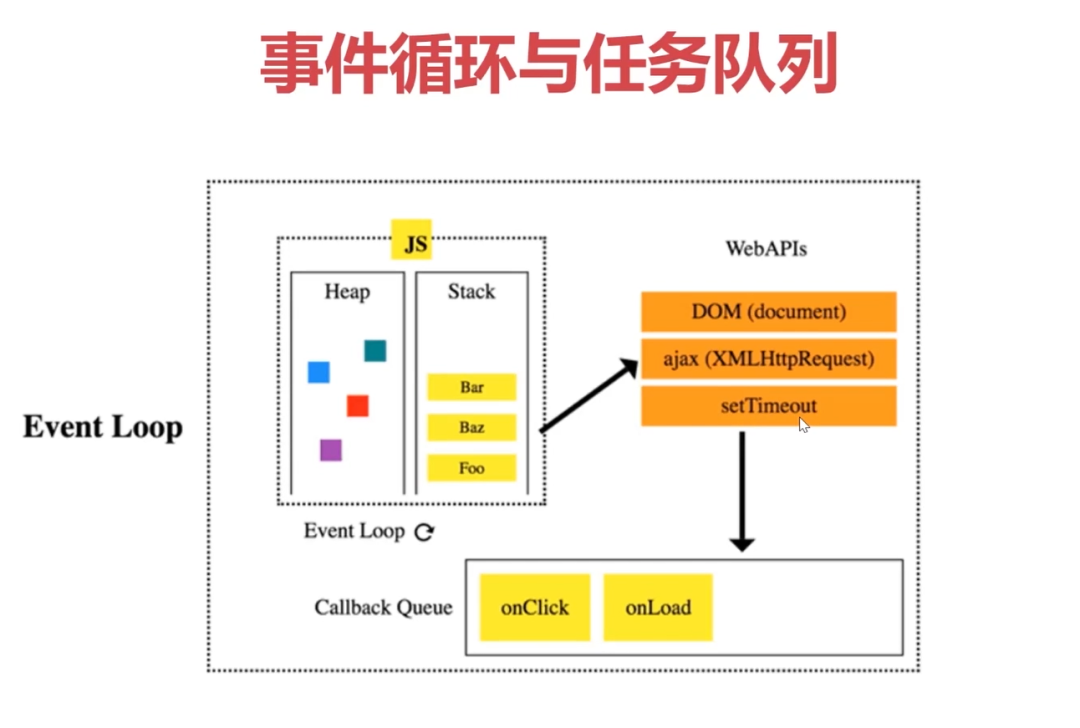 事件循环与任务队列
JS
WebAPIs
Heap
Stack
DOM (document)
ajax (XMLHttpRequest)
setTimeout
Bar
Baz
Foo
Event Loop
Event Loop
Callback Queue
onClick
onLoad